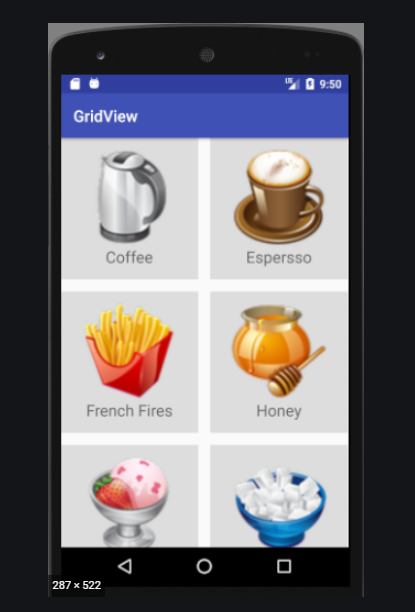 9:50
GridView
Coffee
Espersso
French Fires
Honey
287 × 522